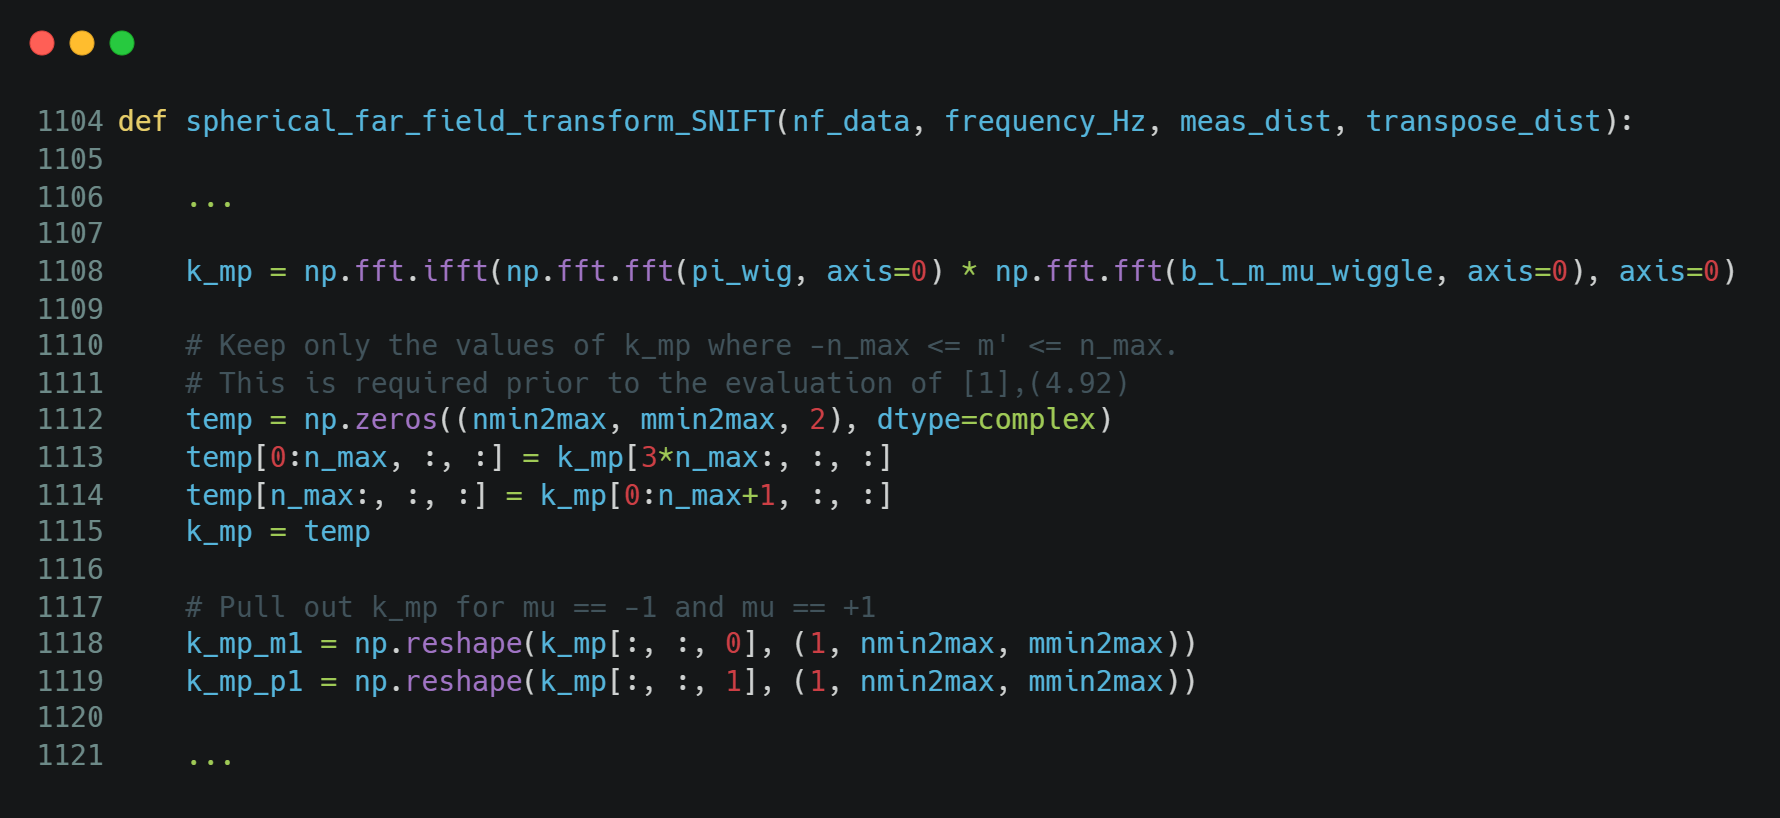 1104 def spherical_far_field_transform_SNIFT(nf_data, frequency_Hz, meas_dist, transpose_dist):
1105
1106     ...
1107
1108     k_mp = np.fft.ifft(np.fft.fft(pi_wig, axis=0) * np.fft.fft(b_l_m_mu_wiggle, axis=0), axis=0)
1109
1110     # Keep only the values of k_mp where -n_max <= m' <= n_max.
1111     # This is required prior to the evaluation of [1],(4.92)
1112     temp = np.zeros((nmin2max, mmin2max, 2), dtype=complex)
1113     temp[0:n_max, :, :] = k_mp[3*n_max:, :, :]
1114     temp[n_max:, :, :] = k_mp[0:n_max+1, :, :]
1115     k_mp = temp
1116
1117     # Pull out k_mp for mu == -1 and mu == +1
1118     k_mp_m1 = np.reshape(k_mp[:, :, 0], (1, nmin2max, mmin2max))
1119     k_mp_p1 = np.reshape(k_mp[:, :, 1], (1, nmin2max, mmin2max))
1120
1121     ...